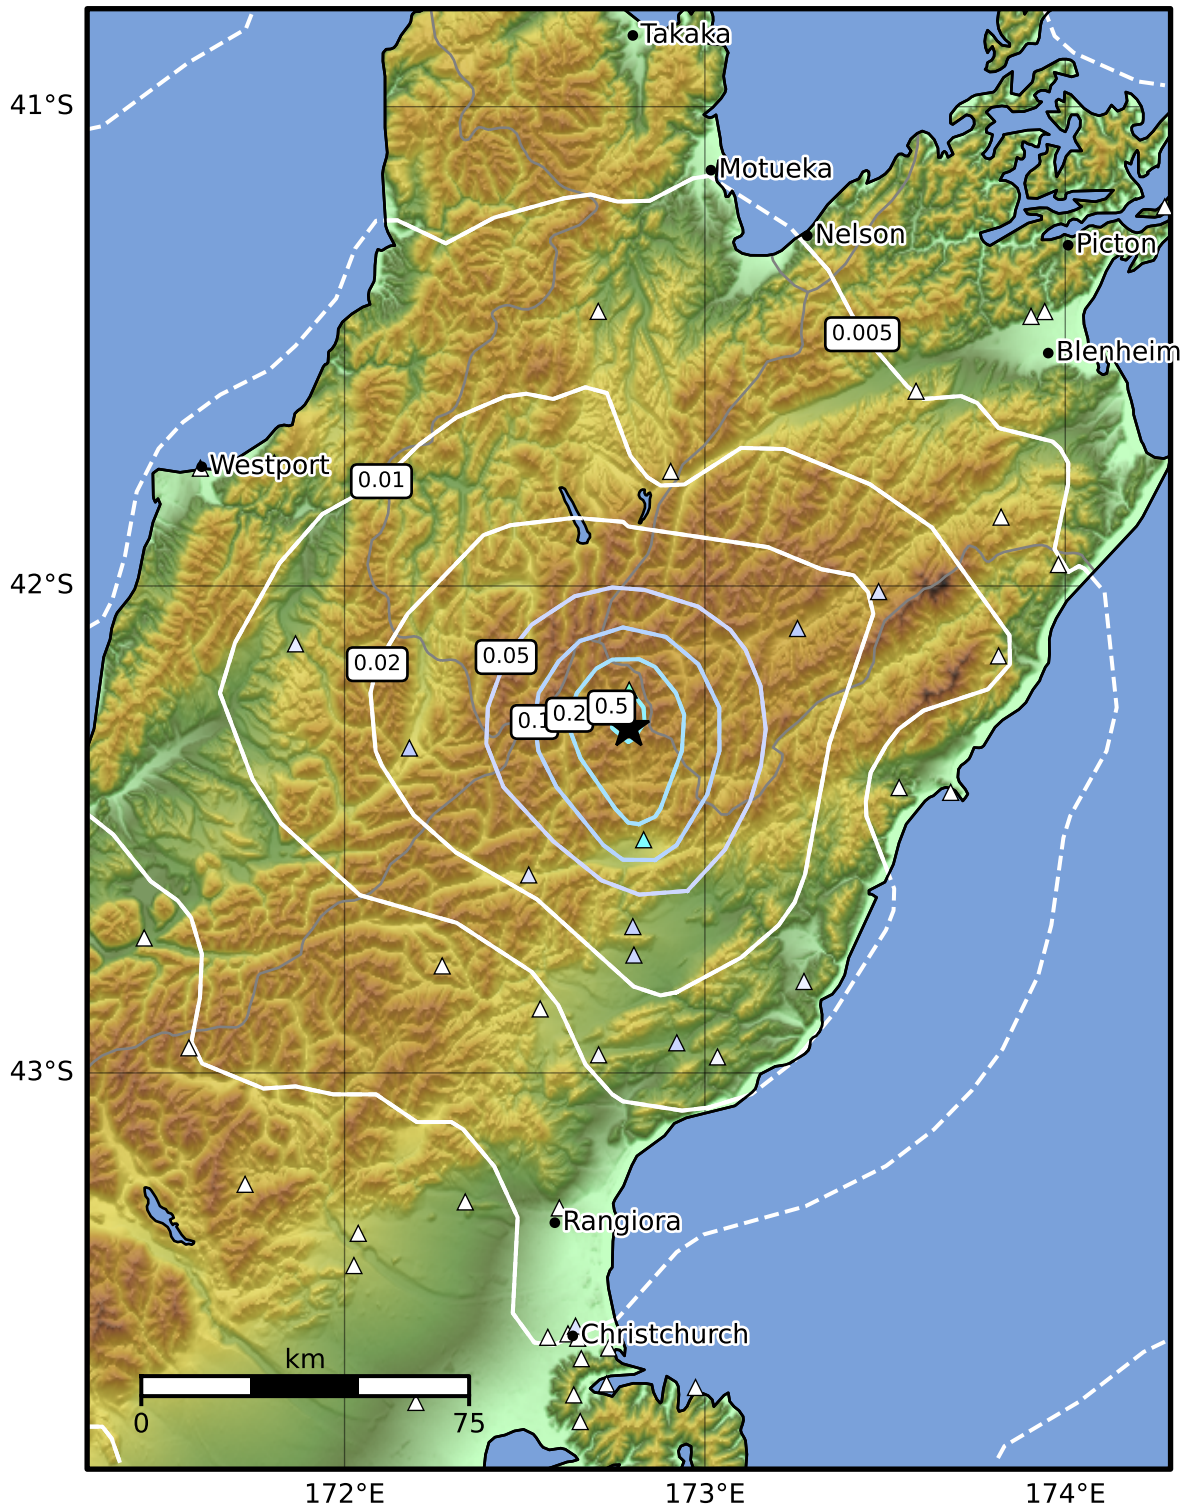 Takaka
41°S
Motueka
Nelson
Picton
0.005
Blenheim
Westport
0.01
42°S
0.05
0.02
0.5
0.2
0.1
43°S
Rangiora
Christchurch
km
0 75
172°E 173°E 174°E